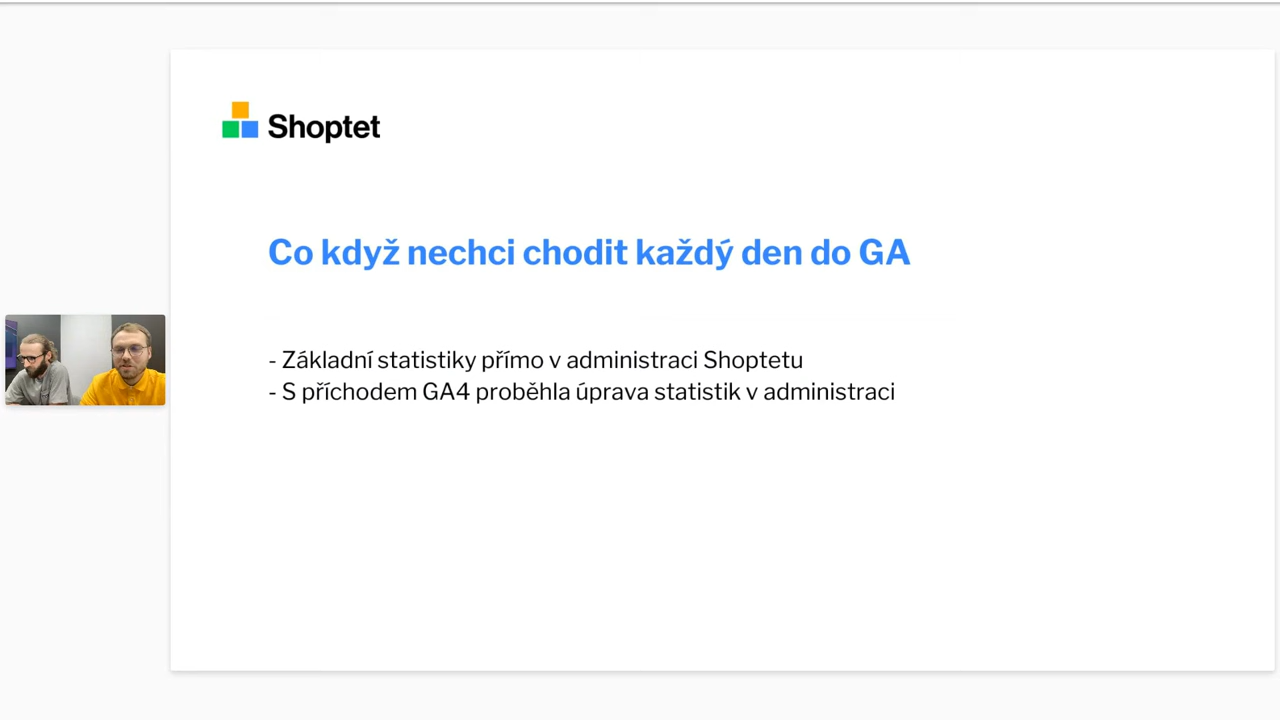 Shoptet
Co když nechci chodit každý den do GA
- Základní statistiky přímo v administraci Shoptetu
- S příchodem GA4 proběhla úprava statistik v administraci